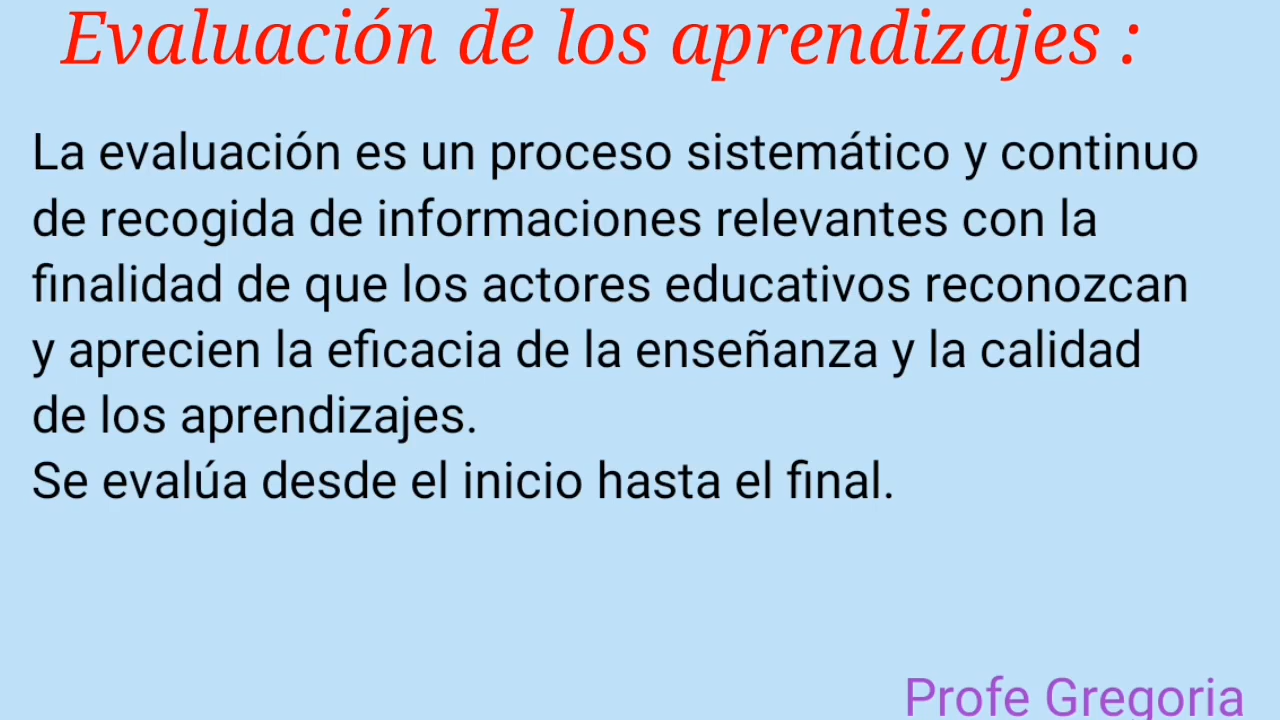 Evaluación de los aprendizajes :
La evaluación es un proceso sistemático y continuo
de recogida de informaciones relevantes con la
finalidad de que los actores educativos reconozcan
y aprecien la eficacia de la enseñanza y la calidad
de los aprendizajes.
Se evalúa desde el inicio hasta el final.
Profe Gregoria